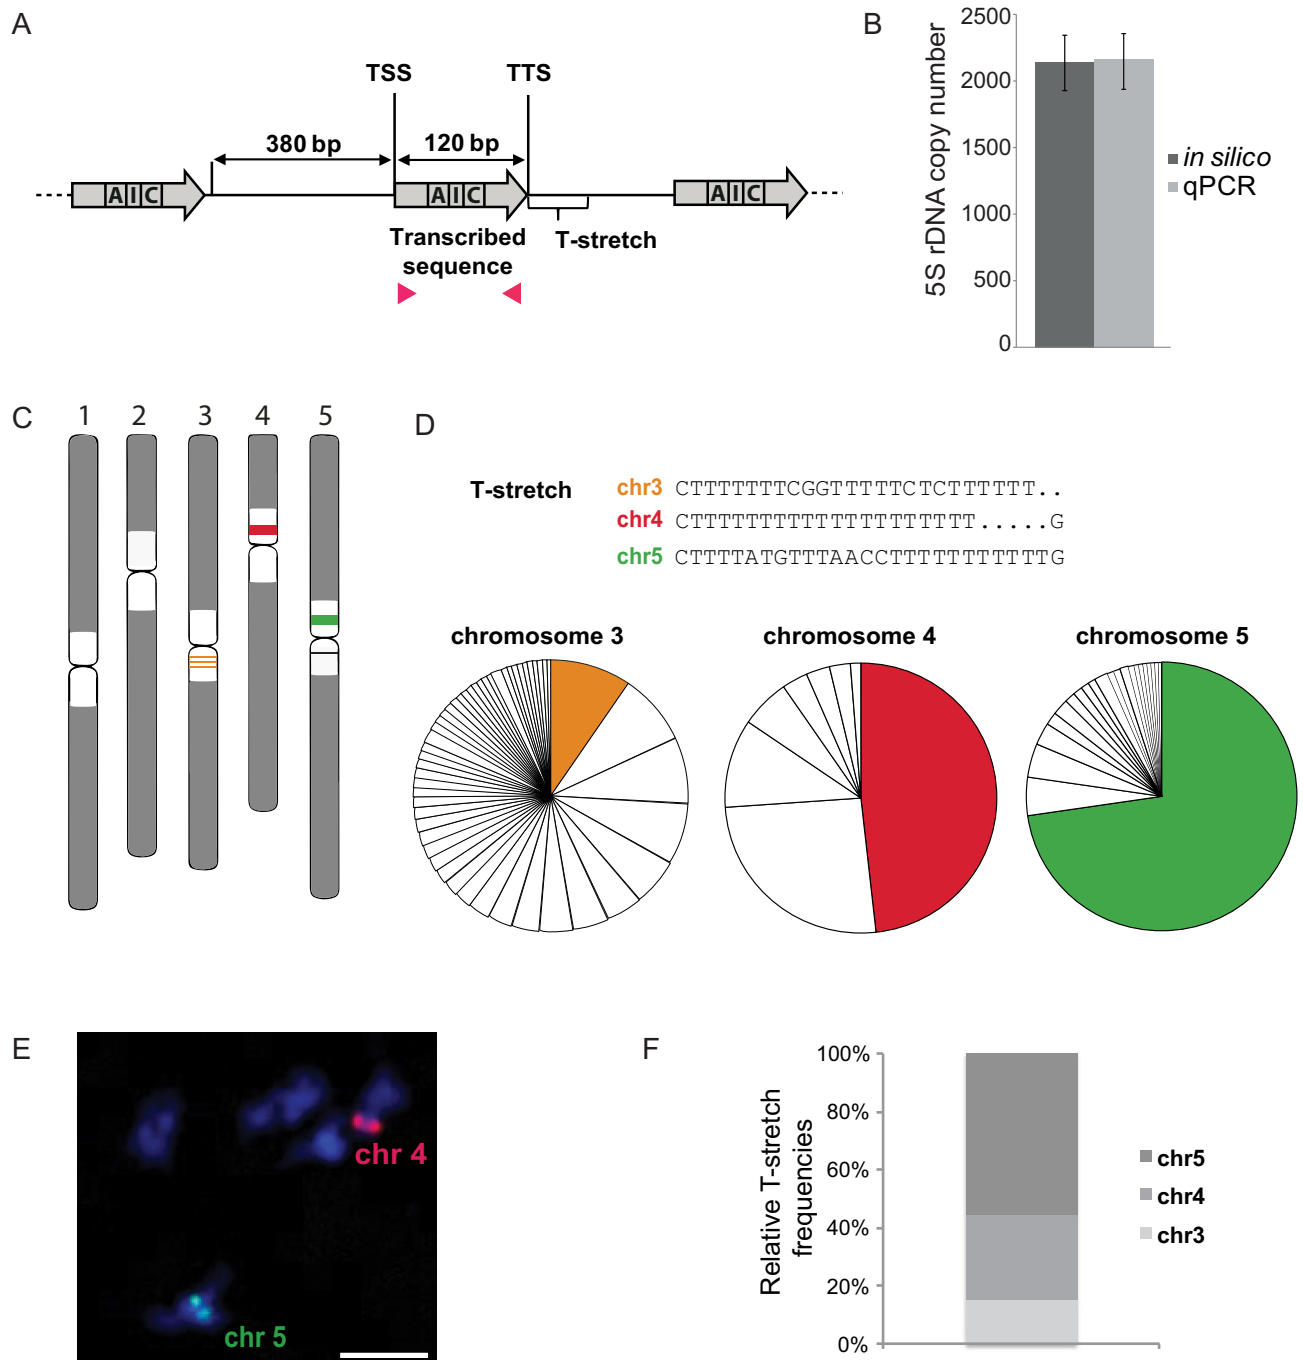 A
TSS
TTS
380 bp
120 bp
A I C
A I C
A I C
Transcribed
sequence
T-stretch
B
5S rDNA copy number
2500
2000
1500
1000
500
0
in silico
qPCR
C
1
2
3
4
5
D
T-stretch
chr3 CTTTTTTTCGGTTTTTCTCTTTTTT..
chr4 CTTTTTTTTTTTTTTTTTTTT.....G
chr5 CTTTTATGTTTAACCTTTTTTTTTTTG
chromosome 3
chromosome 4
chromosome 5
E
chr 4
chr 5
F
Relative T-stretch
frequencies
100%
80%
60%
40%
20%
0%
chr5
chr4
chr3